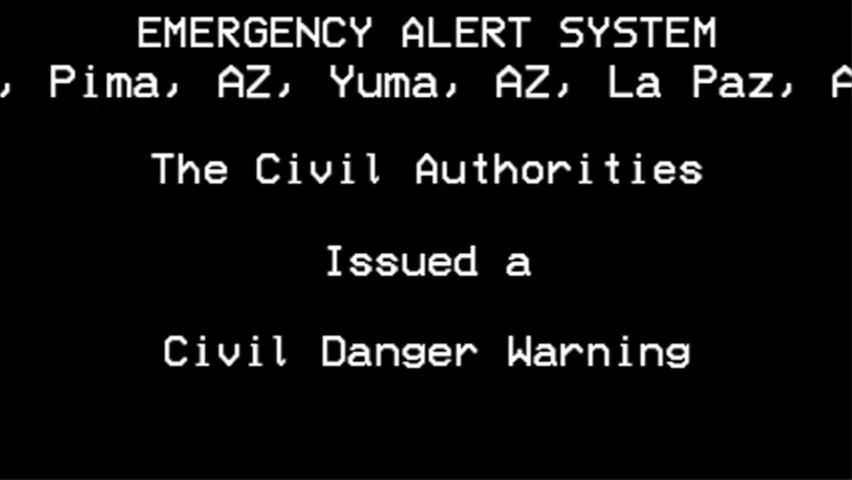 EMERGENCY ALERT SYSTEM
, Pima, AZ, Yuma, AZ, La Paz, A
The Civil Authorities
Issued a
Civil Danger Warning